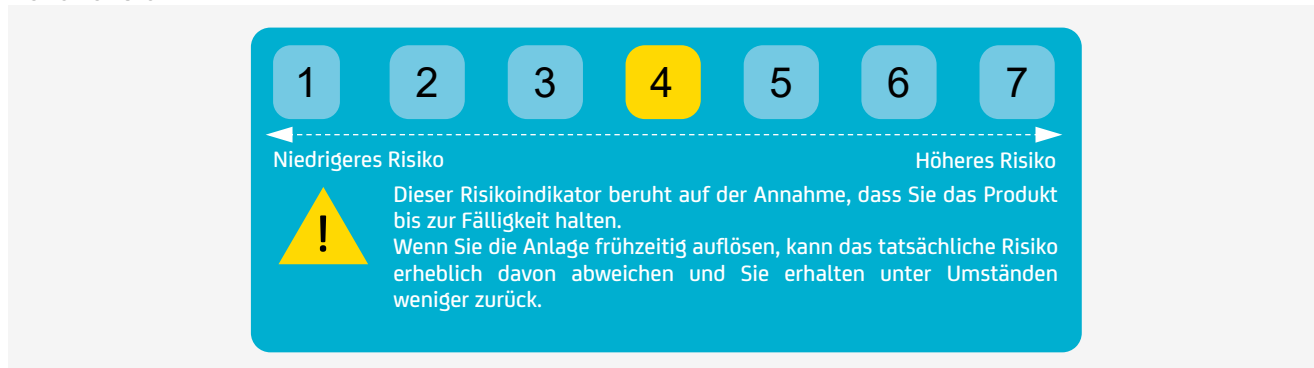 1 2 3 4 5 6 7
Niedrigeres Risiko Höheres Risiko
Dieser Risikoindikator beruht auf der Annahme, dass Sie das Produkt
bis zur Fälligkeit halten.
!
Wenn Sie die Anlage frühzeitig auflösen, kann das tatsächliche Risiko
erheblich davon abweichen und Sie erhalten unter Umständen
weniger zurück.